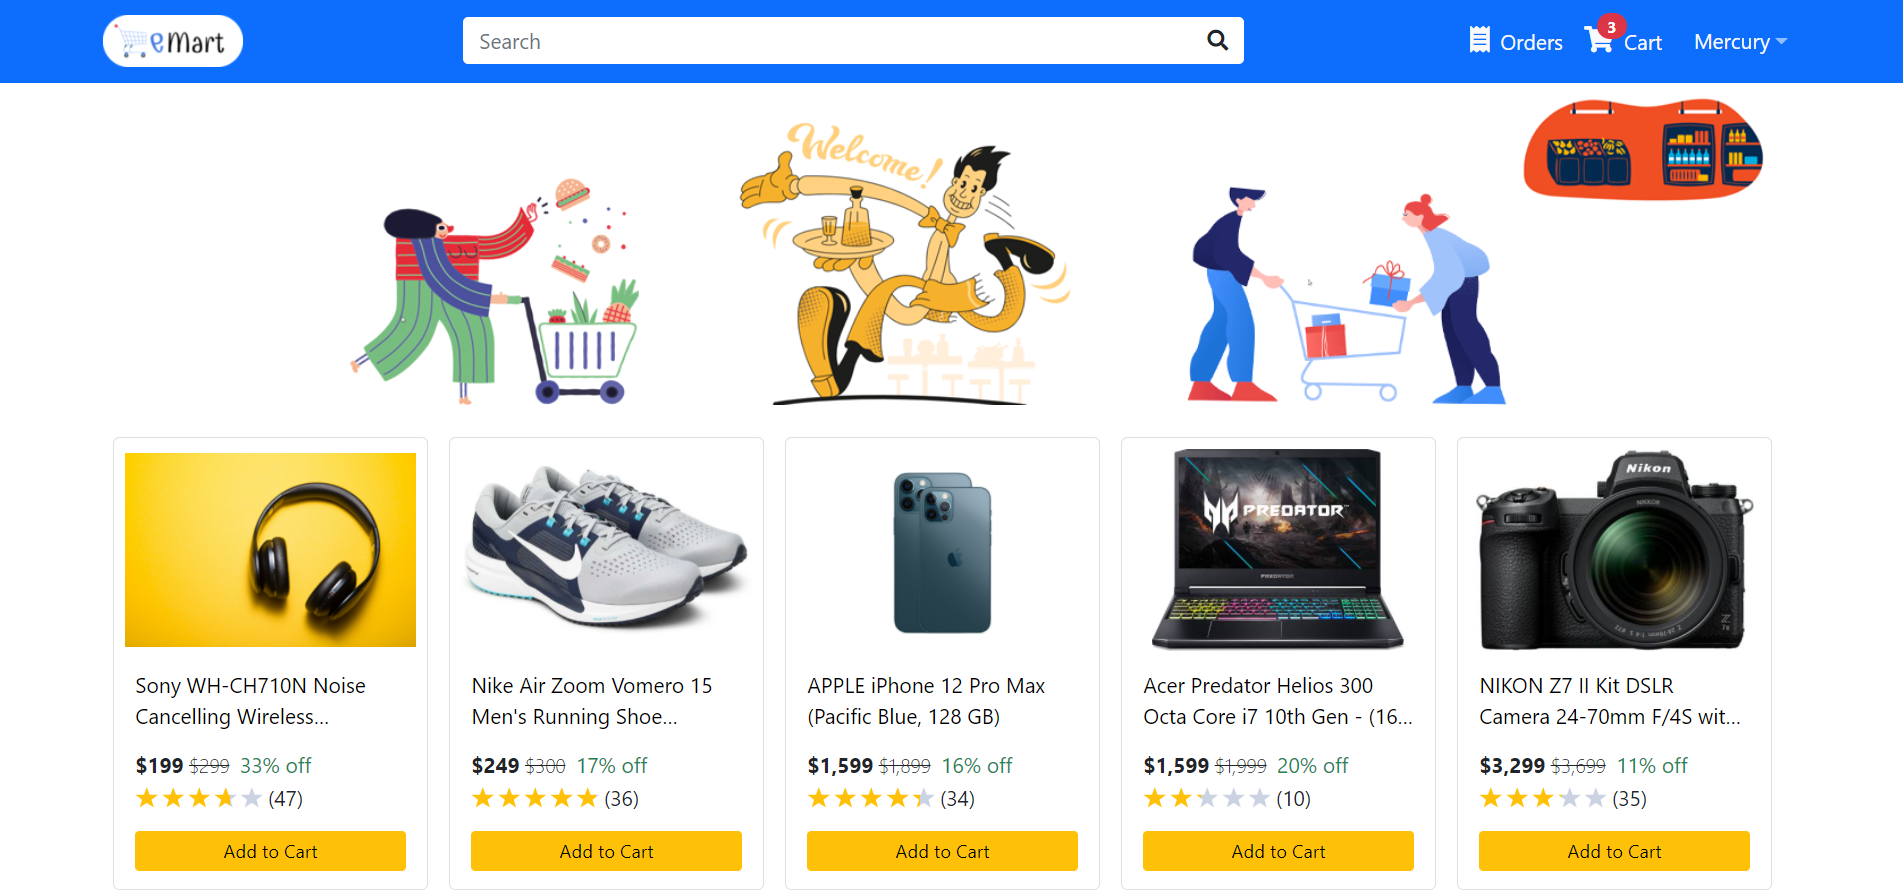 eMart
Search
Orders
3
Cart
Mercury
Welcome!
PREDATOR
PREDATOR
Nikon
NIKKOR
Z
7II
Sony WH-CH710N Noise
Cancelling Wireless...
$199 $299 33% off
(47)
Add to Cart
Nike Air Zoom Vomero 15
Men's Running Shoe...
$249 $300 17% off
(36)
Add to Cart
APPLE iPhone 12 Pro Max
(Pacific Blue, 128 GB)
$1,599 $1,899 16% off
(34)
Add to Cart
Acer Predator Helios 300
Octa Core i7 10th Gen - (16...
$1,599 $1,999 20% off
(10)
Add to Cart
NIKON Z7 II Kit DSLR
Camera 24-70mm F/4S wit...
$3,299 $3,699 11% off
(35)
Add to Cart